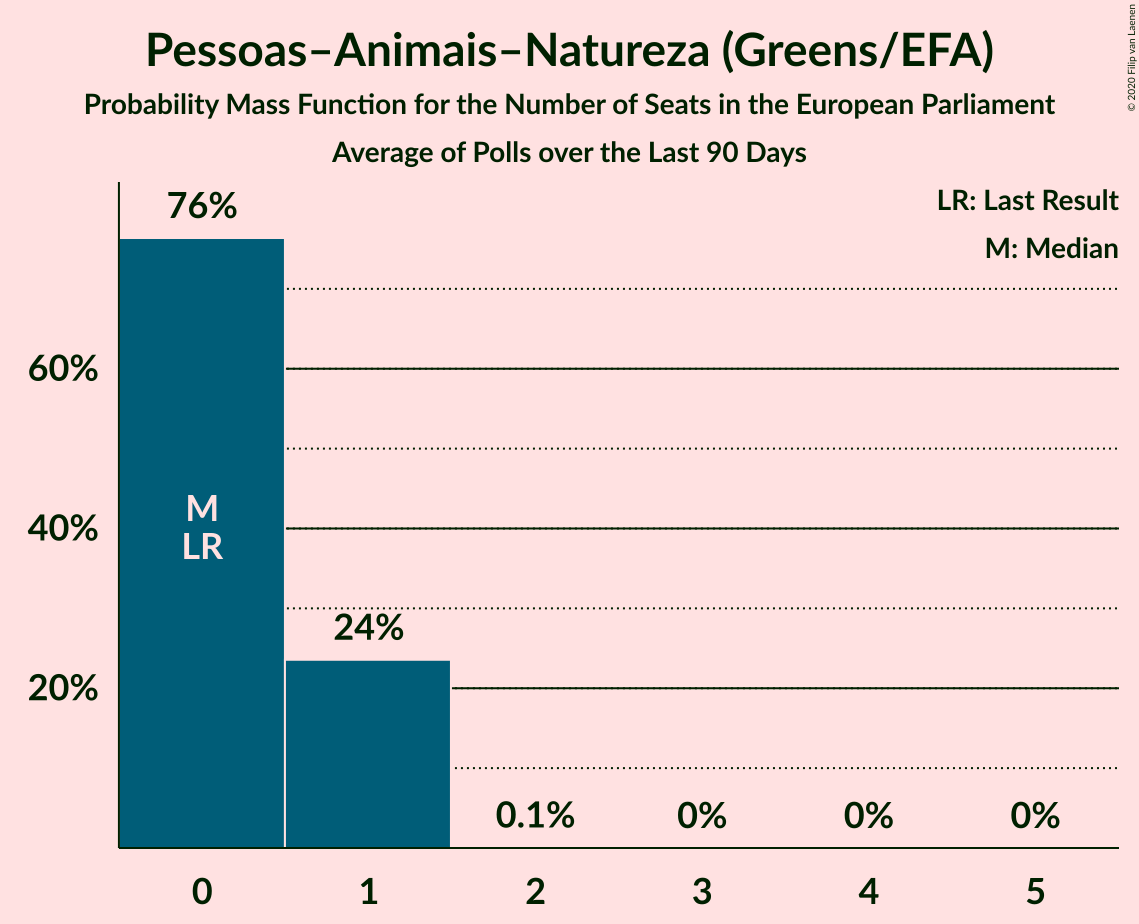 Pessoas–Animais–Natureza (Greens/EFA)
Probability Mass Function for the Number of Seats in the European Parliament
Average of Polls over the Last 90 Days
© 2020 Filip van Laenen
LR: Last Result
M: Median
76%
60%
M
40%
LR
24%
20%
0.1%
0%
0%
0%
0
1
2
3
4
5